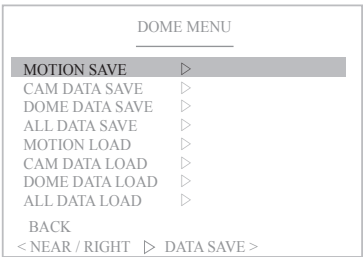 DOME MENU
MOTION SAVE ▷
CAM DATA SAVE ▷
DOME DATA SAVE ▷
ALL DATA SAVE ▷
MOTION LOAD ▷
CAM DATA LOAD ▷
DOME DATA LOAD ▷
ALL DATA LOAD ▷
BACK
< NEAR / RIGHT ▷ DATA SAVE >